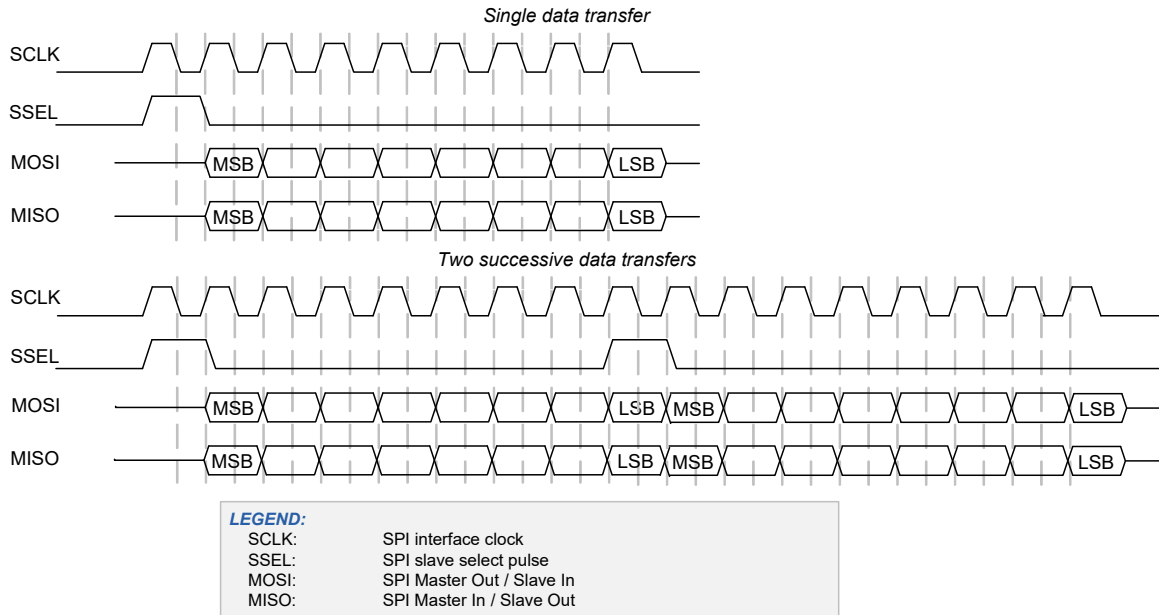 Single data transfer
SCLK
SSEL
MOSI MSB LSB
MISO MSB LSB
Two successive data transfers
SCLK
SSEL
MOSI MSB LSB MSB LSB
MISO MSB LSB MSB LSB
LEGEND:
SCLK: SPI interface clock
SSEL: SPI slave select pulse
MOSI: SPI Master Out / Slave In
MISO: SPI Master In / Slave Out